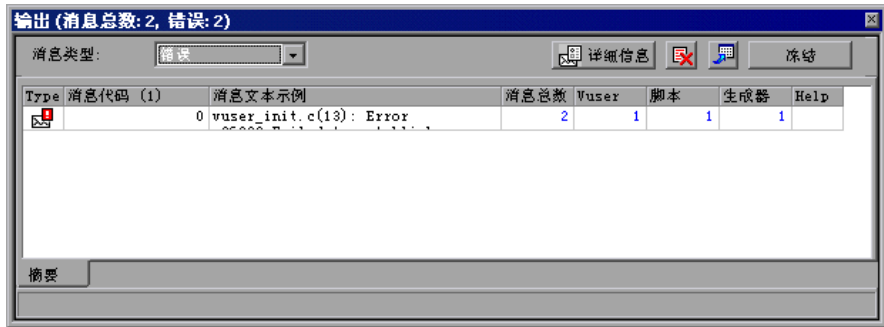 输出 (消息总数: 2, 错误: 2)
消息类型: 错误 详细信息 冻结
Type 消息代码 (1) 消息文本示例 消息总数 Vuser 脚本 生成器 Help
0 vuser_init.c(13): Error 2 1 1 1
摘要